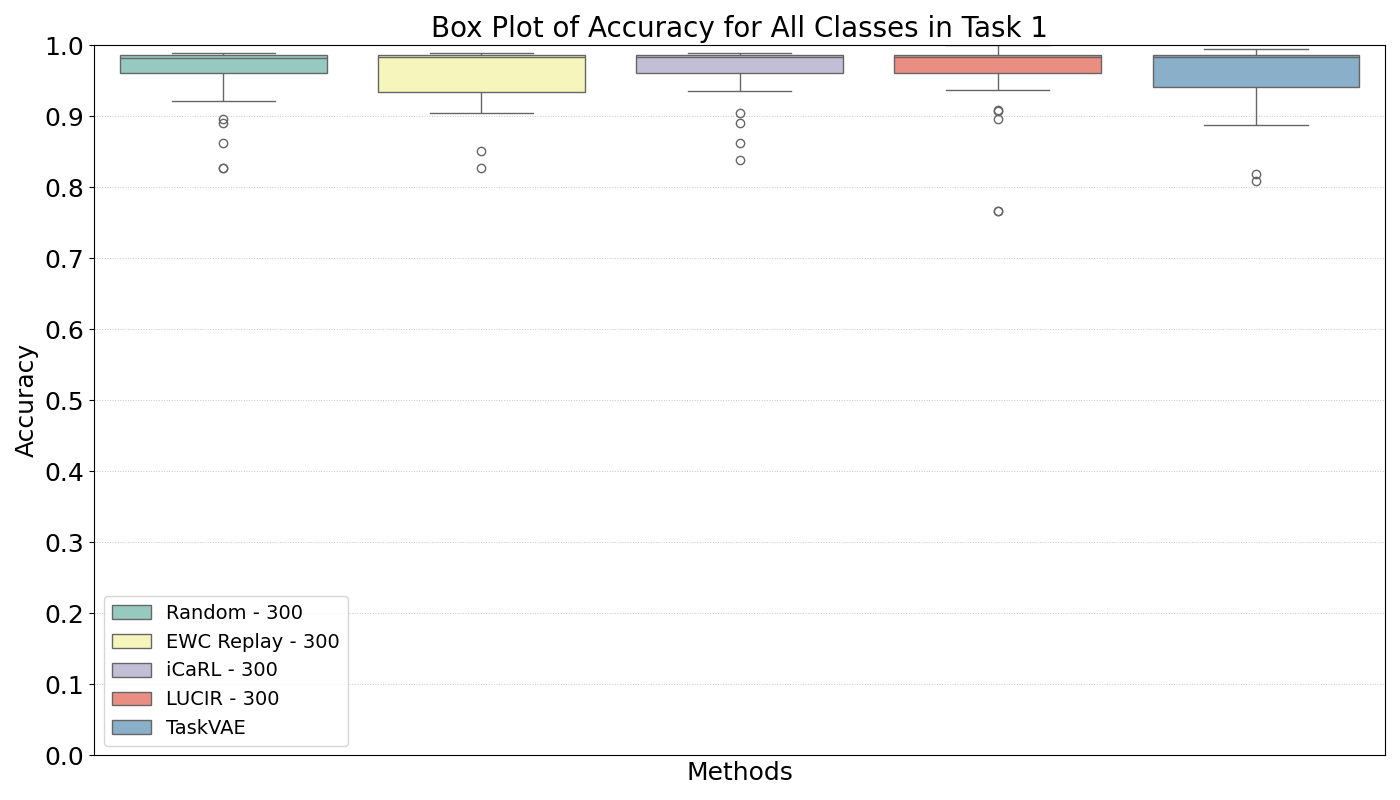 Box Plot of Accuracy for All Classes in Task 1
1.0
0.9
0.8
0.7
0.6
0.5
0.4
0.3
0.2
0.1
0.0
Accuracy
Random - 300
EWC Replay - 300
iCaRL - 300
LUCIR - 300
TaskVAE
Methods